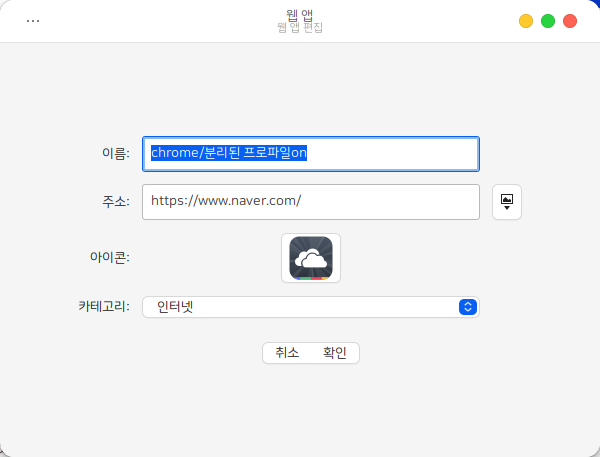 웹 앱
웹 앱 편집
이름: chrome/분리된 프로파일on
주소: https://www.naver.com/
아이콘:
카테고리: 인터넷
취소 확인